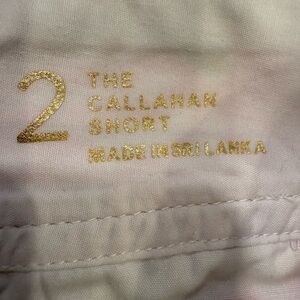 2
THE
CALLAHAN
SHORT
MADE IN SRI LANKA